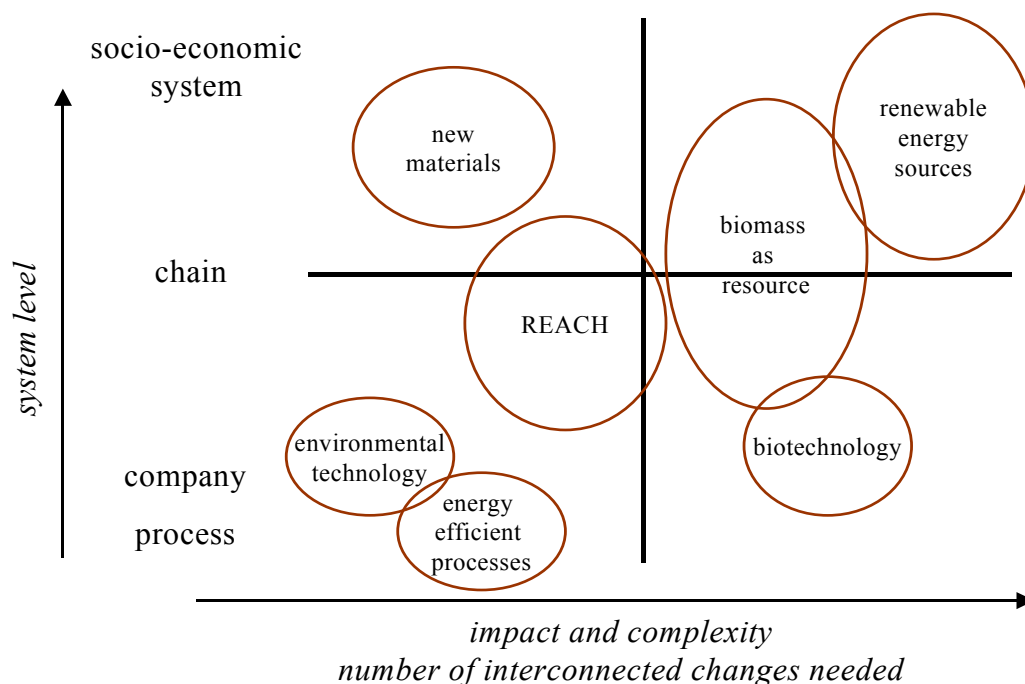 socio-economic
system
new
materials
renewable
energy
sources
biomass
as
resource
chain
REACH
system level
environmental
technology
biotechnology
company
energy
efficient
processes
process
impact and complexity
number of interconnected changes needed